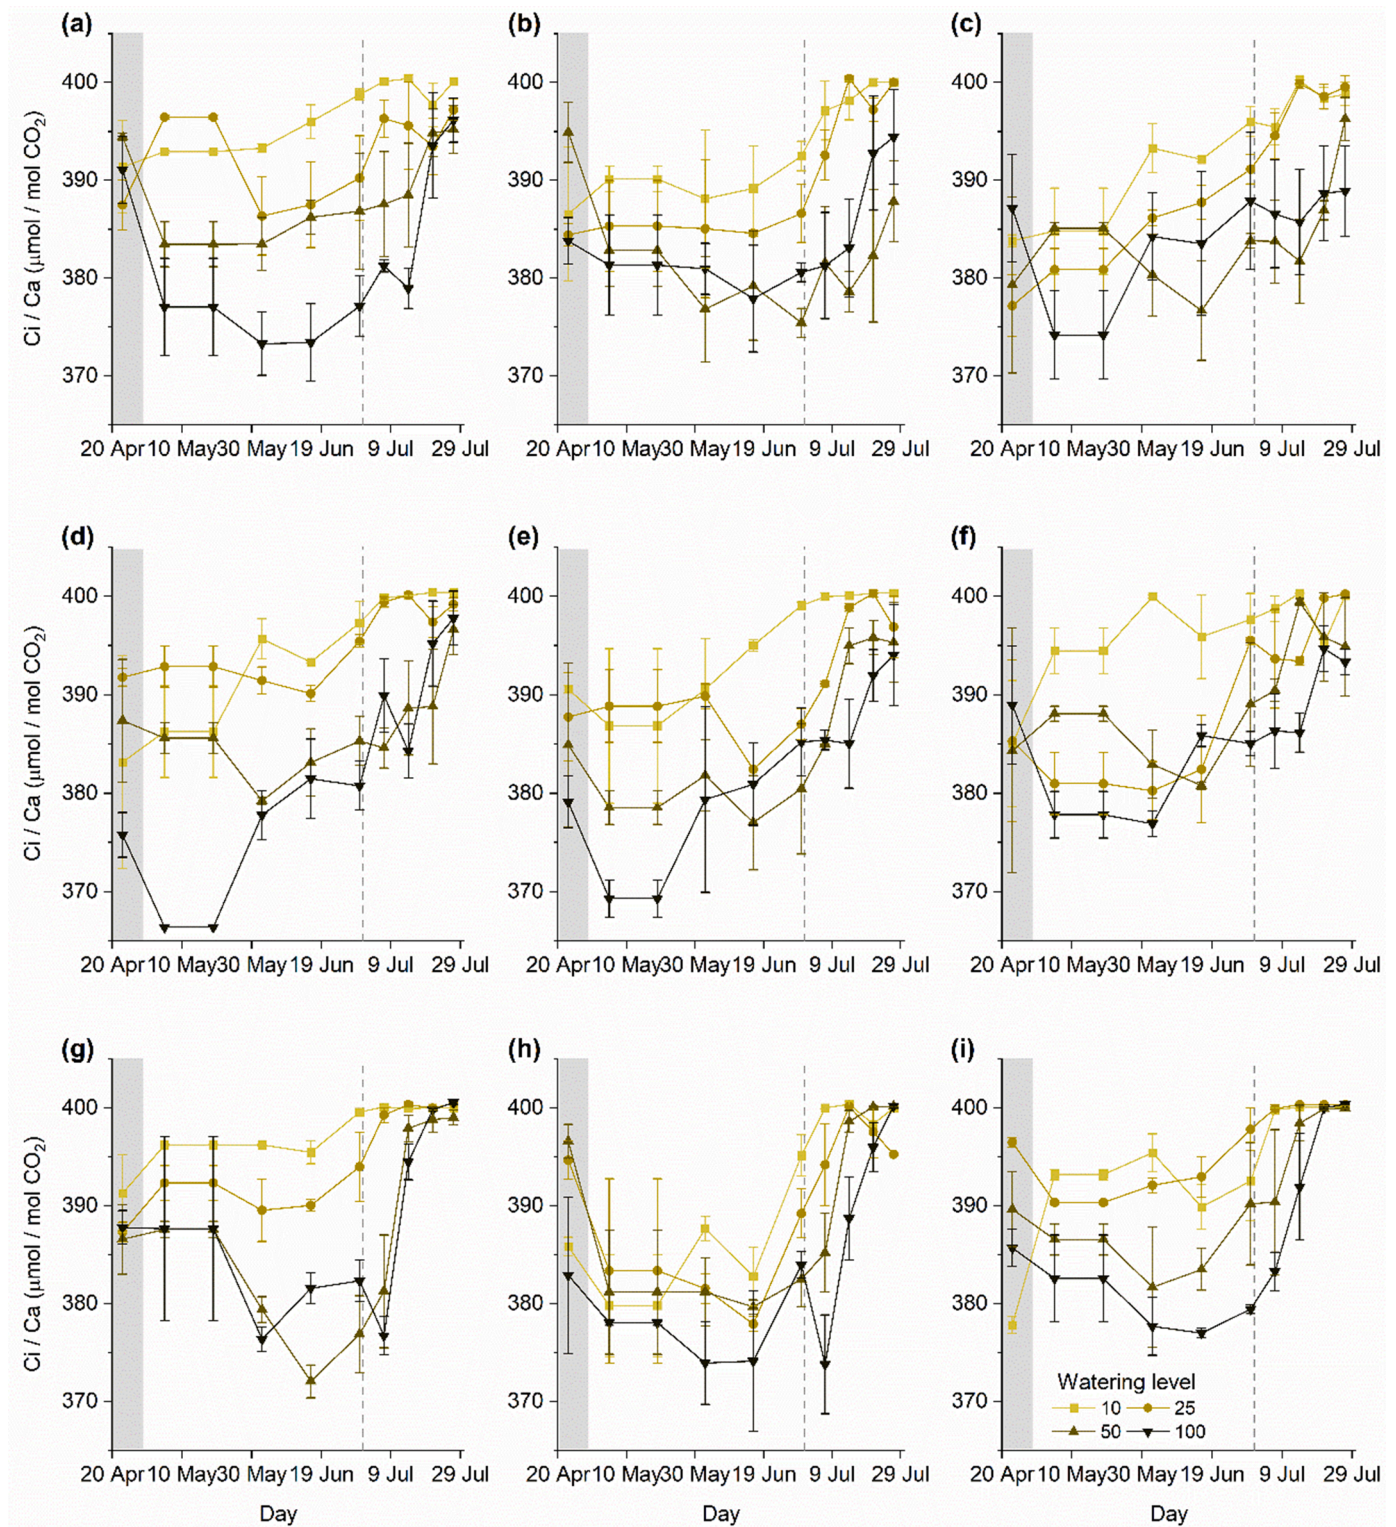 (a) (b) (c)
400 400 400
390 390 390
380 380 380
370 370 370
Ci / Ca (μmol / mol CO2)
20 Apr 10 May 30 May 19 Jun 9 Jul 29 Jul 20 Apr 10 May 30 May 19 Jun 9 Jul 29 Jul 20 Apr 10 May 30 May 19 Jun 9 Jul 29 Jul
(d) (e) (f)
400 400 400
390 390 390
380 380 380
370 370 370
Ci / Ca (μmol / mol CO2)
20 Apr 10 May 30 May 19 Jun 9 Jul 29 Jul 20 Apr 10 May 30 May 19 Jun 9 Jul 29 Jul 20 Apr 10 May 30 May 19 Jun 9 Jul 29 Jul
(g) (h) (i)
400 400 400
390 390 390
380 380 380
370 370 370
Ci / Ca (μmol / mol CO2)
Watering level
10 25
50 100
20 Apr 10 May 30 May 19 Jun 9 Jul 29 Jul 20 Apr 10 May 30 May 19 Jun 9 Jul 29 Jul 20 Apr 10 May 30 May 19 Jun 9 Jul 29 Jul
Day Day Day